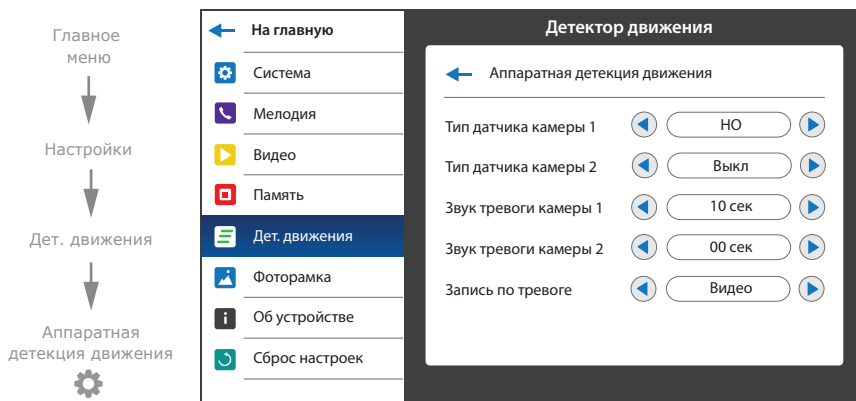 Главное
меню
Настройки
Дет. движения
Аппаратная
детекция движения
На главную
Система
Мелодия
Видео
Память
Дет. движения
Фоторамка
Об устройстве
Сброс настроек
Детектор движения
Аппаратная детекция движения
Тип датчика камеры 1 НО
Тип датчика камеры 2 Выкл
Звук тревоги камеры 1 10 сек
Звук тревоги камеры 2 00 сек
Запись по тревоге Видео